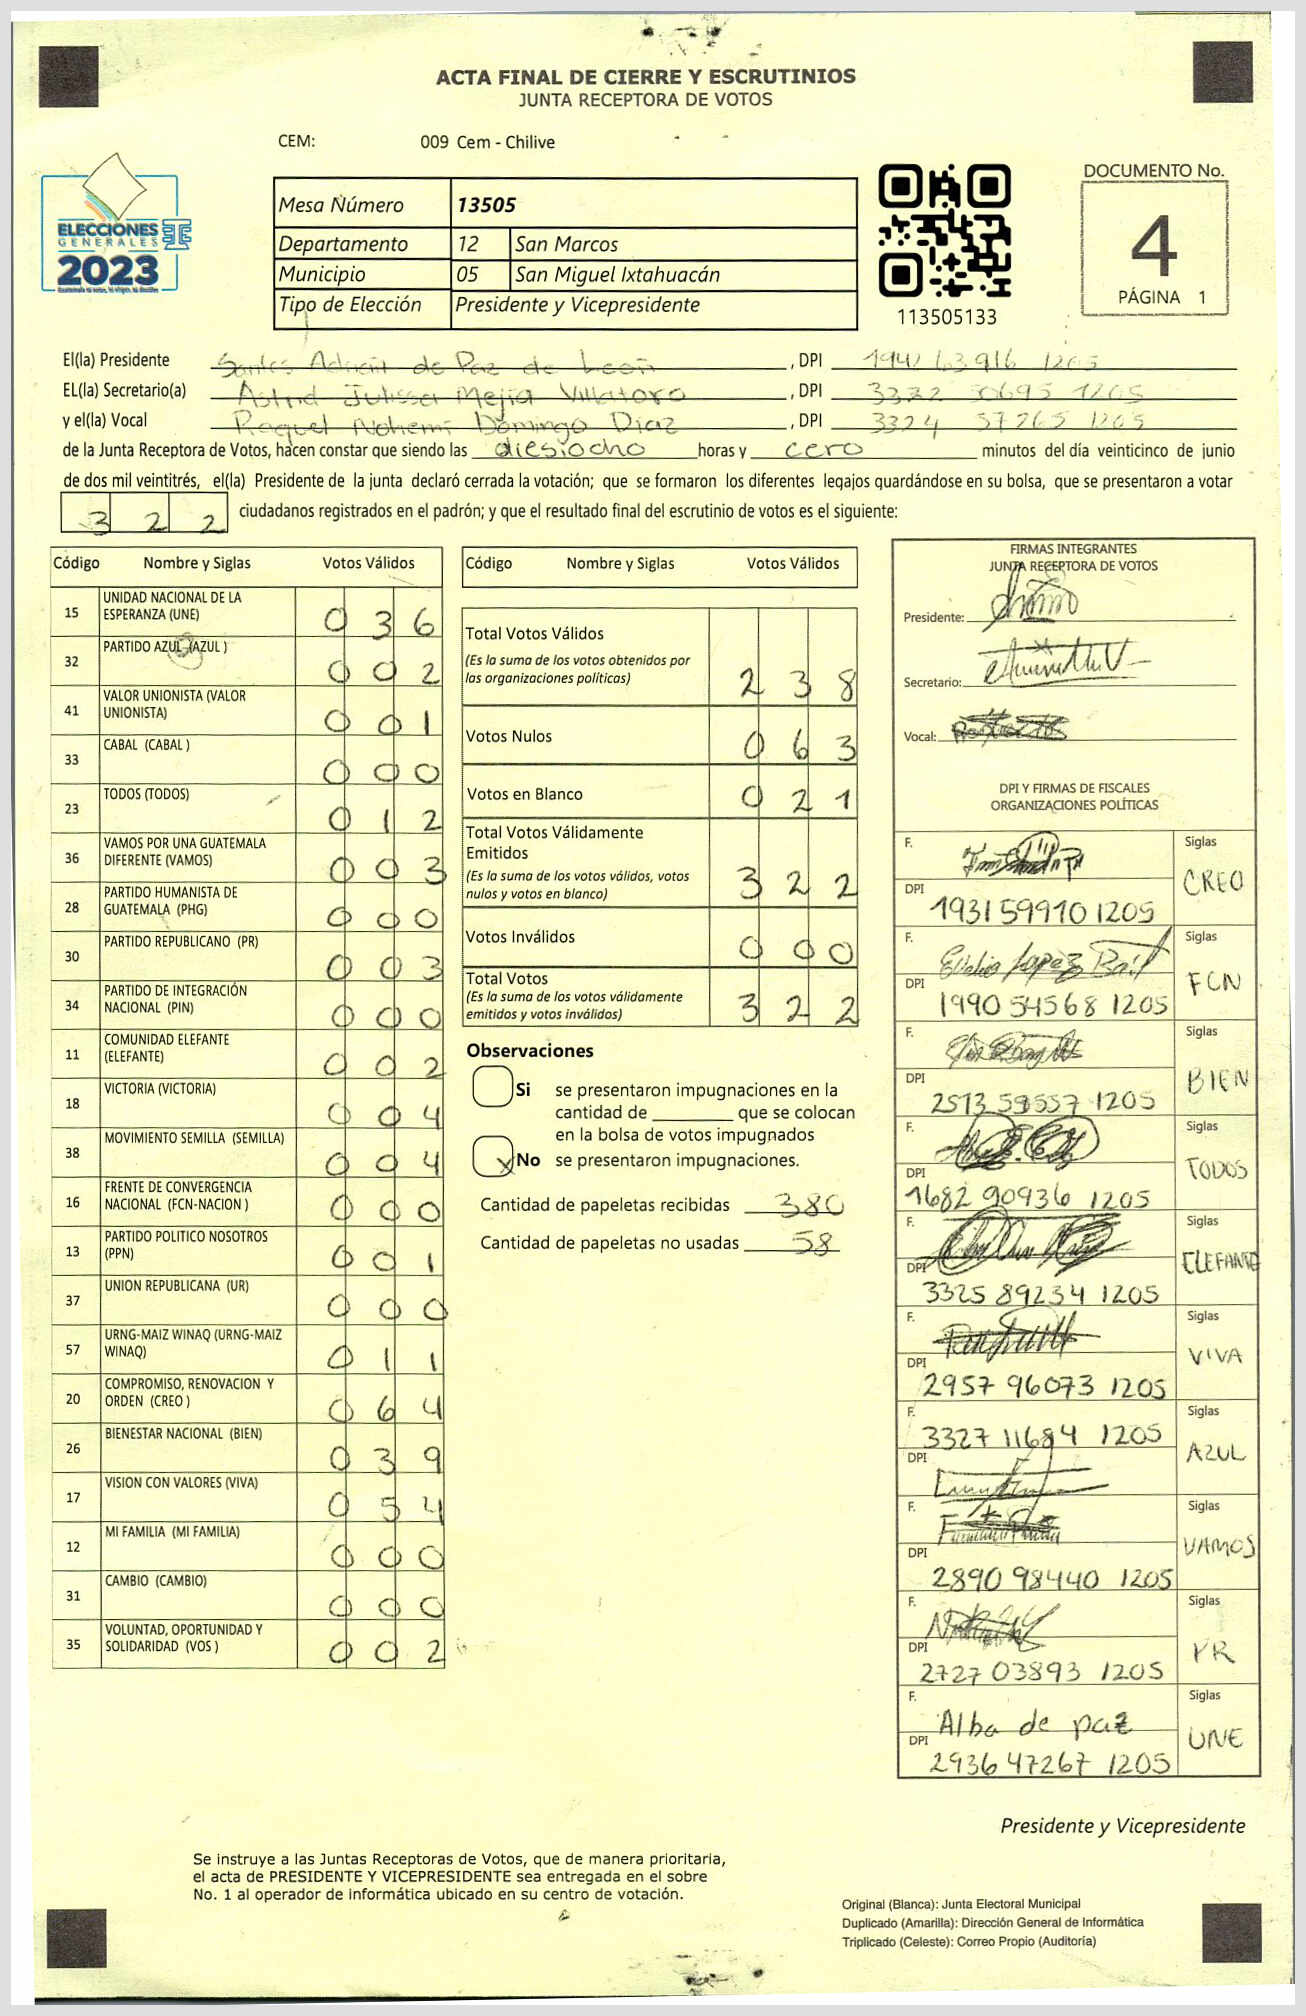 ACTA FINAL DE CIERRE Y ESCRUTINIOS
JUNTA RECEPTORA DE VOTOS
CEM: 009 Cem - Chilive
ELECCIONES
GENERALES
2023
Mesa Número 13505
Departamento 12 San Marcos
Municipio 05 San Miguel Ixtahuacán
Tipo de Elección Presidente y Vicepresidente
113505133
DOCUMENTO No.
4
PÁGINA 1
El(la) Presidente Santos de Paz de León , DPI 1205
EL(la) Secretario(a) Astrid Julissa Mejía Villatoro , DPI 3322 30695 1205
y el(la) Vocal Raquel Nohemi Domingo Díaz , DPI 3324 57265 1205
de la Junta Receptora de Votos, hacen constar que siendo las diesiocho horas y cero minutos del día veinticinco de junio
de dos mil veintitrés, el(la) Presidente de la junta declaró cerrada la votación; que se formaron los diferentes legajos quardándose en su bolsa, que se presentaron a votar
3 2 2 ciudadanos registrados en el padrón; y que el resultado final del escrutinio de votos es el siguiente:
Código Nombre y Siglas Votos Válidos
15 UNIDAD NACIONAL DE LA
ESPERANZA (UNE) 0 3 6
32 PARTIDO AZUL (AZUL ) 0 0 2
41 VALOR UNIONISTA (VALOR
UNIONISTA) 0 0 1
33 CABAL (CABAL ) 0 0 0
23 TODOS (TODOS) 0 1 2
36 VAMOS POR UNA GUATEMALA
DIFERENTE (VAMOS) 0 0 3
28 PARTIDO HUMANISTA DE
GUATEMALA (PHG) 0 0 0
30 PARTIDO REPUBLICANO (PR) 0 0 3
34 PARTIDO DE INTEGRACIÓN
NACIONAL (PIN) 0 0 0
11 COMUNIDAD ELEFANTE
(ELEFANTE) 0 0 2
18 VICTORIA (VICTORIA) 0 0 4
38 MOVIMIENTO SEMILLA (SEMILLA) 0 0 4
16 FRENTE DE CONVERGENCIA
NACIONAL (FCN-NACION ) 0 0 0
13 PARTIDO POLITICO NOSOTROS
(PPN) 0 0 1
37 UNION REPUBLICANA (UR) 0 0 0
57 URNG-MAIZ WINAQ (URNG-MAIZ
WINAQ) 0 1 1
20 COMPROMISO, RENOVACION Y
ORDEN (CREO ) 0 6 4
26 BIENESTAR NACIONAL (BIEN) 0 3 9
17 VISION CON VALORES (VIVA) 0 5 4
12 MI FAMILIA (MI FAMILIA) 0 0 0
31 CAMBIO (CAMBIO) 0 0 0
35 VOLUNTAD, OPORTUNIDAD Y
SOLIDARIDAD (VOS ) 0 0 2
Código Nombre y Siglas Votos Válidos
Total Votos Válidos
(Es la suma de los votos obtenidos por
las organizaciones políticas) 2 3 8
Votos Nulos 0 6 3
Votos en Blanco 0 2 1
Total Votos Válidamente
Emitidos
(Es la suma de los votos válidos, votos
nulos y votos en blanco) 3 2 2
Votos Inválidos 0 0 0
Total Votos
(Es la suma de los votos válidamente
emitidos y votos inválidos) 3 2 2
Observaciones
Si se presentaron impugnaciones en la
cantidad de ________ que se colocan
en la bolsa de votos impugnados
X No se presentaron impugnaciones.
Cantidad de papeletas recibidas 380
Cantidad de papeletas no usadas 58
FIRMAS INTEGRANTES
JUNTA RECEPTORA DE VOTOS
Presidente:
Secretario:
Vocal:
DPI Y FIRMAS DE FISCALES
ORGANIZACIONES POLÍTICAS
F. Siglas
CREO
DPI 1931 59910 1205
F. Siglas
FCN
DPI 1990 54568 1205
F. Siglas
BIEN
DPI 2513 59557 1205
F. Siglas
TODOS
DPI 1682 90936 1205
F. Siglas
ELEFANTE
DPI 3325 89234 1205
F. Siglas
VIVA
DPI 2957 96073 1205
F. 3327 11684 1205 Siglas
AZUL
DPI
F. Siglas
VAMOS
DPI 2890 98440 1205
F. Siglas
PR
DPI 2727 03893 1205
F. Alba de paz Siglas
UNE
DPI 2936 47267 1205
Presidente y Vicepresidente
Se instruye a las Juntas Receptoras de Votos, que de manera prioritaria,
el acta de PRESIDENTE Y VICEPRESIDENTE sea entregada en el sobre
No. 1 al operador de informática ubicado en su centro de votación.
Original (Blanca): Junta Electoral Municipal
Duplicado (Amarilla): Dirección General de Informática
Triplicado (Celeste): Correo Propio (Auditoría)